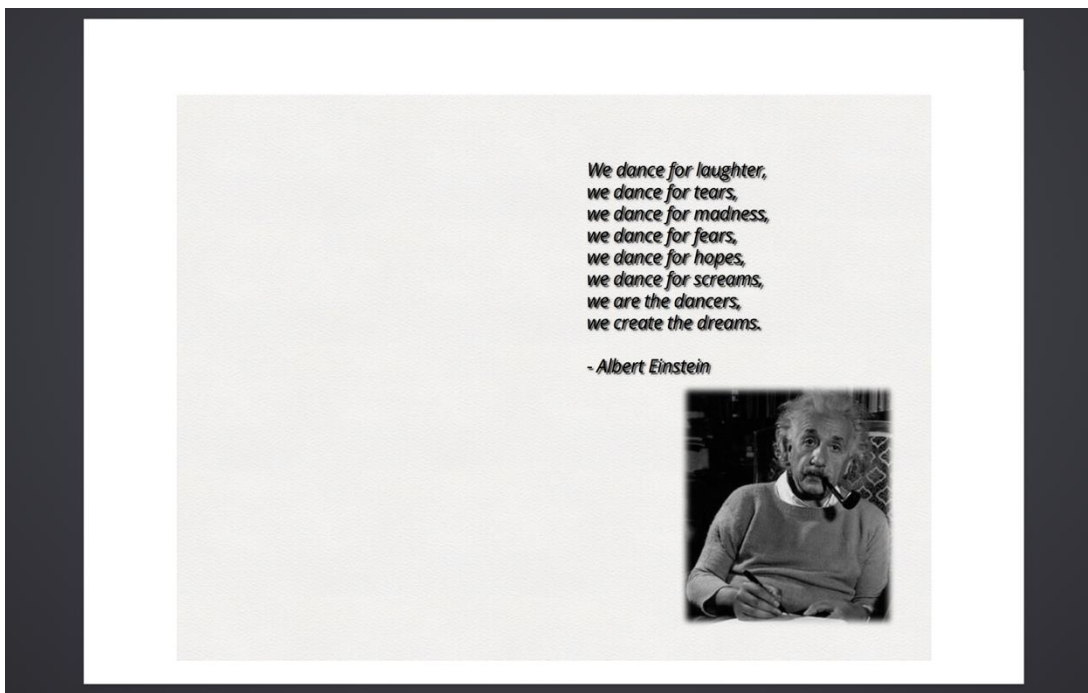 We dance for laughter,
we dance for tears,
we dance for madness,
we dance for fears,
we dance for hopes,
we dance for screams,
we are the dancers,
we create the dreams.
- Albert Einstein